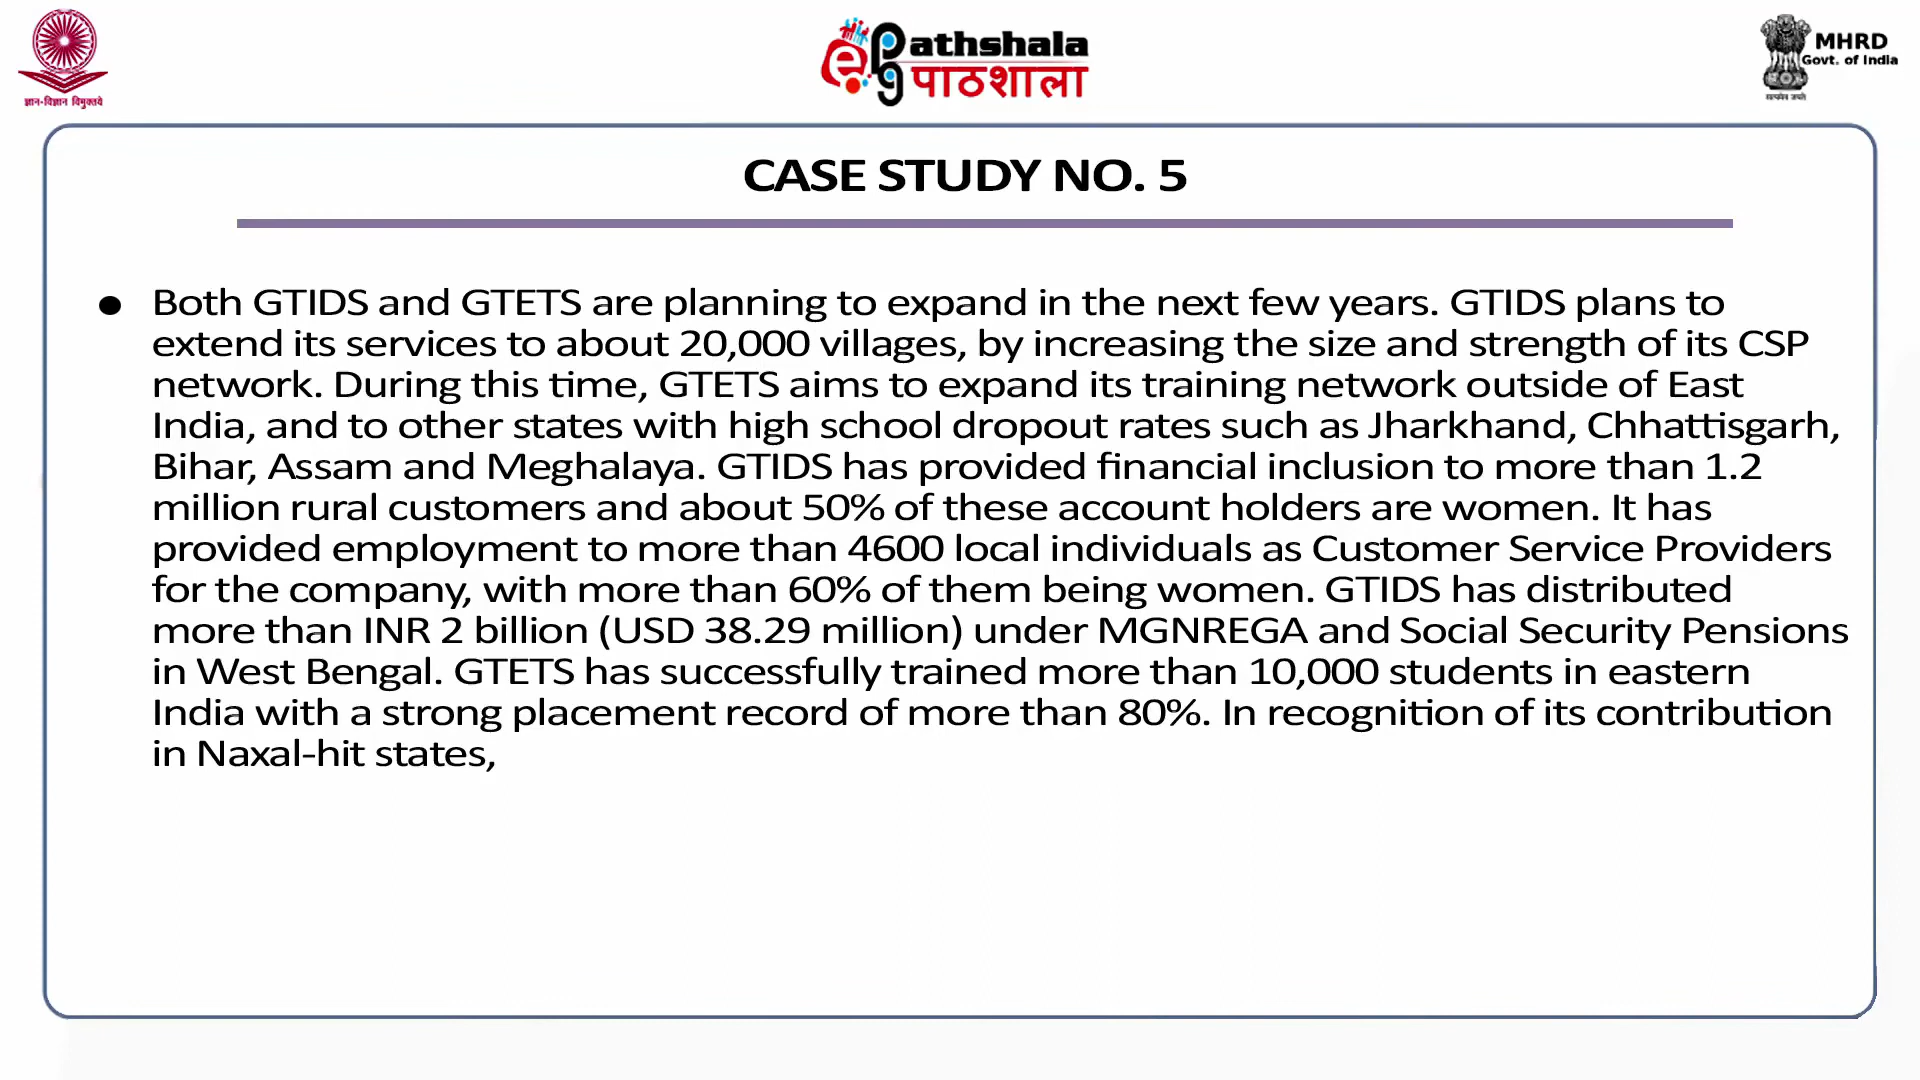 ज्ञान-विज्ञान विमुक्तये
e PG athshala
पाठशाला
MHRD
Govt. of India
सत्यमेव जयते
CASE STUDY NO. 5
● Both GTIDS and GTETS are planning to expand in the next few years. GTIDS plans to
extend its services to about 20,000 villages, by increasing the size and strength of its CSP
network. During this time, GTETS aims to expand its training network outside of East
India, and to other states with high school dropout rates such as Jharkhand, Chhattisgarh,
Bihar, Assam and Meghalaya. GTIDS has provided financial inclusion to more than 1.2
million rural customers and about 50% of these account holders are women. It has
provided employment to more than 4600 local individuals as Customer Service Providers
for the company, with more than 60% of them being women. GTIDS has distributed
more than INR 2 billion (USD 38.29 million) under MGNREGA and Social Security Pensions
in West Bengal. GTETS has successfully trained more than 10,000 students in eastern
India with a strong placement record of more than 80%. In recognition of its contribution
in Naxal-hit states,